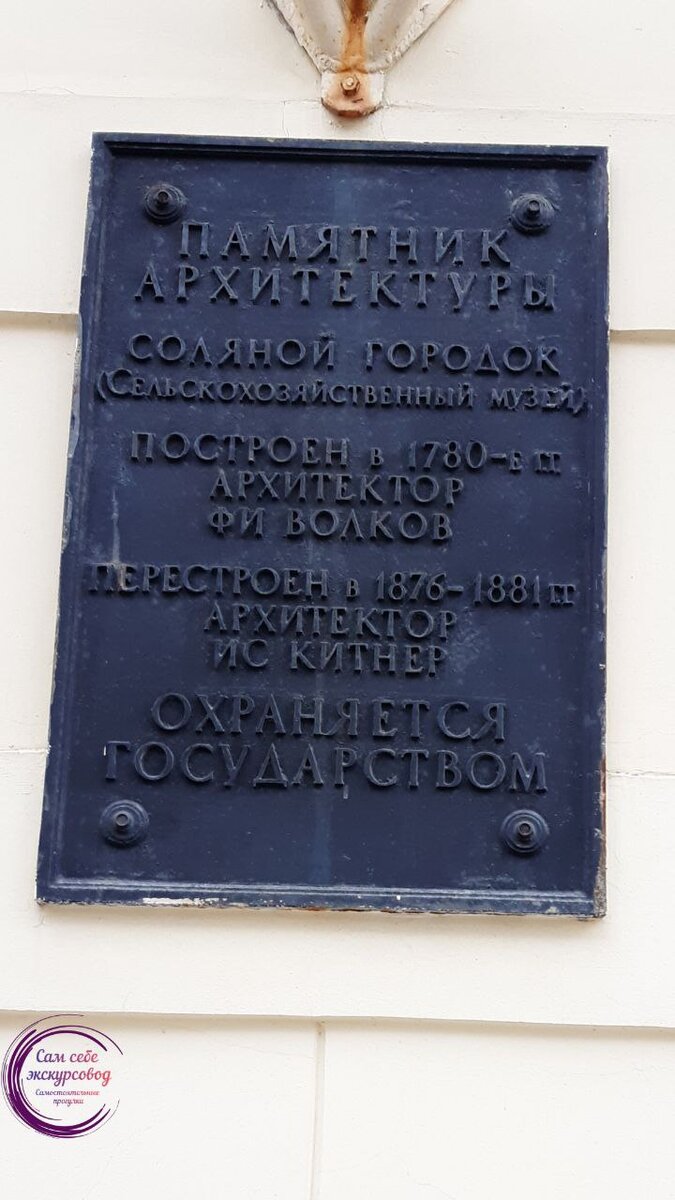 ПАМЯТНИК
АРХИТЕКТУРЫ
СОЛЯНОЙ ГОРОДОК
(СЕЛЬСКОХОЗЯЙСТВЕННЫЙ МУЗЕЙ)
ПОСТРОЕН в 1780-е гг.
АРХИТЕКТОР
ФИ ВОЛКОВ
ПЕРЕСТРОЕН в 1876-1881 гг.
АРХИТЕКТОР
ИС КИТНЕР
ОХРАНЯЕТСЯ
ГОСУДАРСТВОМ
Сам себе
экскурсовод
Самостоятельные
прогулки